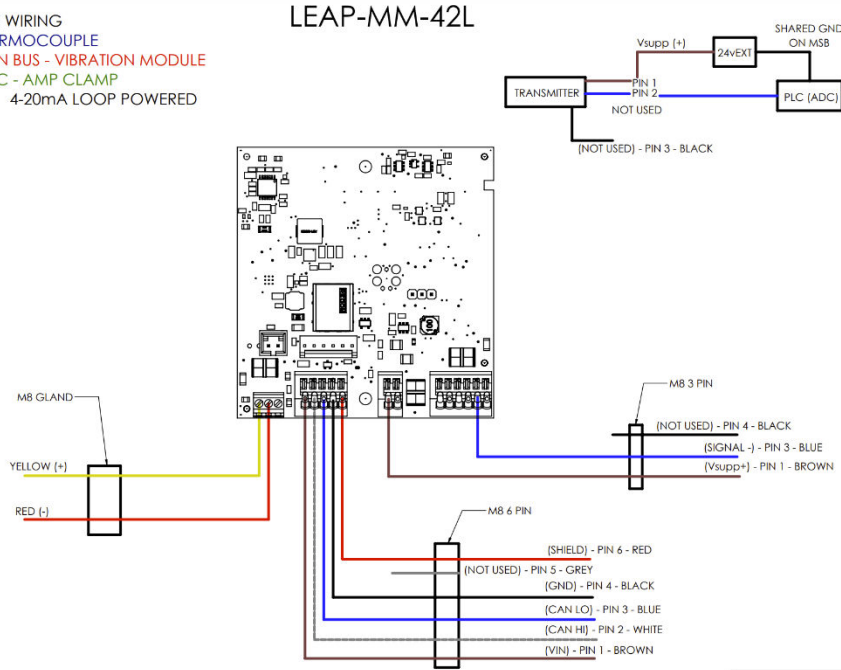 LEAP-MM-42L
WIRING
RMOCOUPLE
N BUS - VIBRATION MODULE
C - AMP CLAMP
4-20mA LOOP POWERED
SHARED GND
ON MSB
Vsupp (+)
24vEXT
TRANSMITTER
PIN 1
PIN 2
PLC (ADC)
NOT USED
(NOT USED) - PIN 3 - BLACK
M8 GLAND
YELLOW (+)
RED (-)
M8 3 PIN
(NOT USED) - PIN 4 - BLACK
(SIGNAL -) - PIN 3 - BLUE
(Vsupp+) - PIN 1 - BROWN
M8 6 PIN
(SHIELD) - PIN 6 - RED
(NOT USED) - PIN 5 - GREY
(GND) - PIN 4 - BLACK
(CAN LO) - PIN 3 - BLUE
(CAN HI) - PIN 2 - WHITE
(VIN) - PIN 1 - BROWN